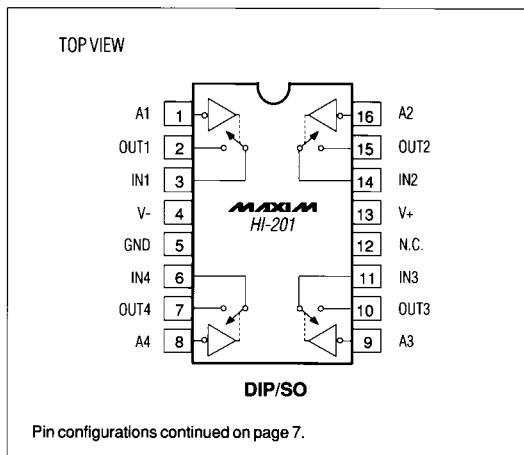 TOP VIEW
A1 1 16 A2
OUT1 2 15 OUT2
IN1 3 14 IN2
V- 4 MAXIM 13 V+
GND 5 HI-201 12 N.C.
IN4 6 11 IN3
OUT4 7 10 OUT3
A4 8 9 A3
DIP/SO
Pin configurations continued on page 7.